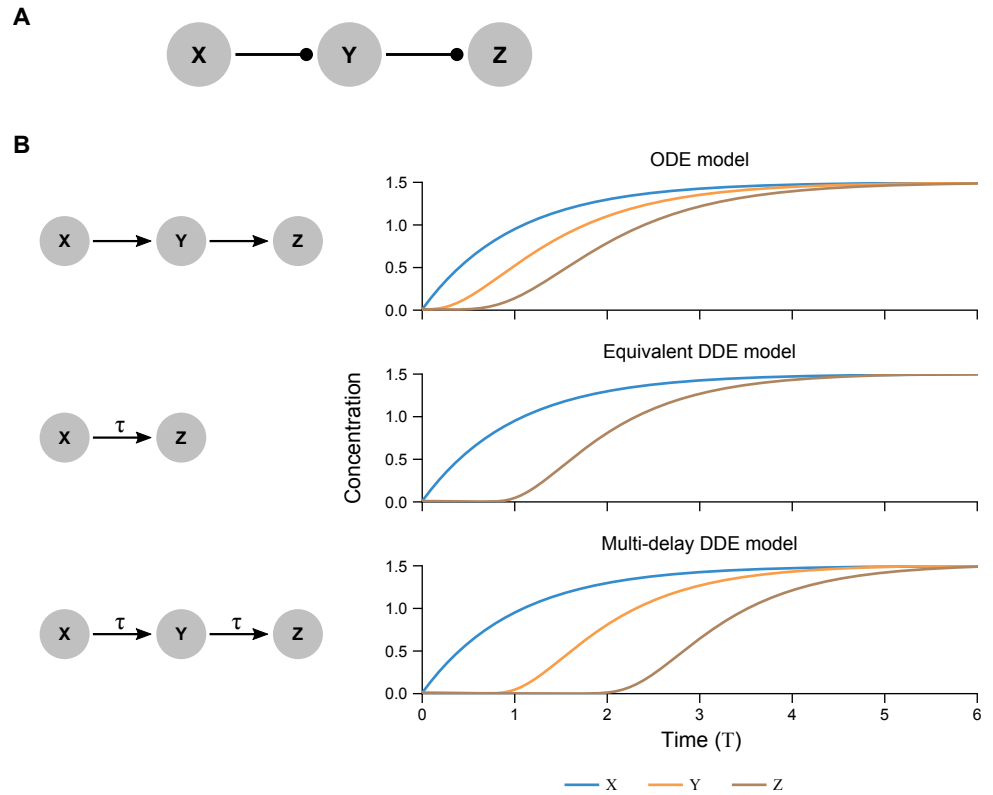 A
X Y Z
B
ODE model
X Y Z
1.5
1.0
0.5
0.0
Equivalent DDE model
X τ Z
1.5
1.0
0.5
0.0
Concentration
Multi-delay DDE model
X τ Y τ Z
1.5
1.0
0.5
0.0
0 1 2 3 4 5 6
Time (T)
X Y Z